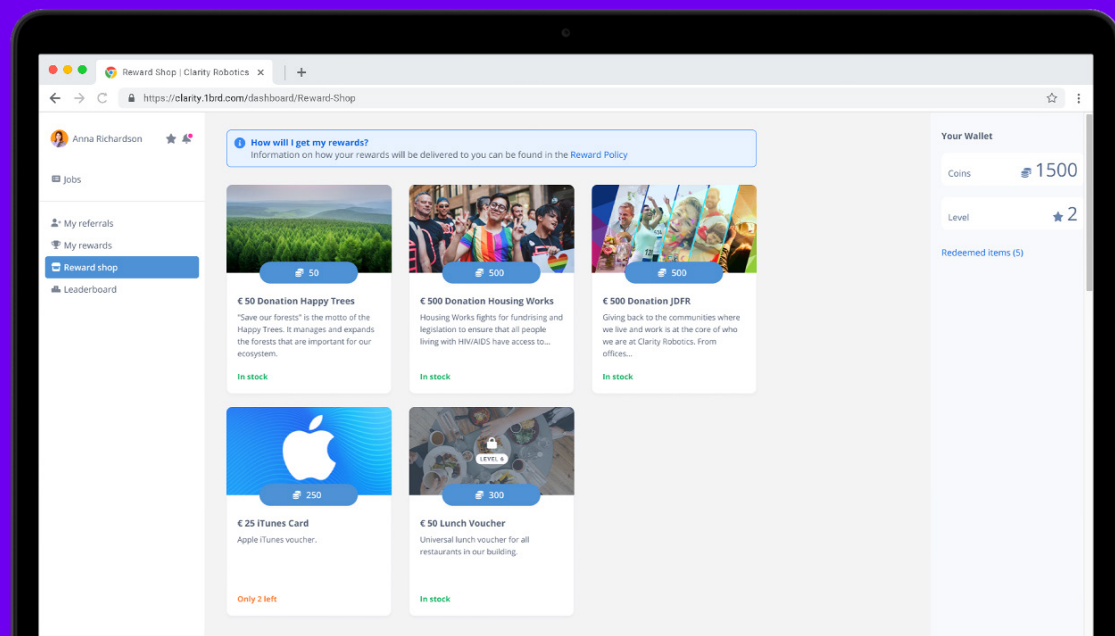 Reward Shop | Clarity Robotics
https://clarity.1brd.com/dashboard/Reward-Shop
Anna Richardson
Jobs
My referrals
My rewards
Reward shop
Leaderboard
How will I get my rewards?
Information on how your rewards will be delivered to you can be found in the Reward Policy
50
€ 50 Donation Happy Trees
"Save our forests" is the motto of the
Happy Trees. It manages and expands
the forests that are important for our
ecosystem.
In stock
500
€ 500 Donation Housing Works
Housing Works fights for fundrising and
legislation to ensure that all people
living with HIV/AIDS have access to...
In stock
500
€ 500 Donation JDFR
Giving back to the communities where
we live and work is at the core of who
we are at Clarity Robotics. From
offices...
In stock
250
€ 25 iTunes Card
Apple iTunes voucher.
Only 2 left
LEVEL 6
300
€ 50 Lunch Voucher
Universal lunch voucher for all
restaurants in our building.
In stock
Your Wallet
Coins 1500
Level 2
Redeemed items (5)